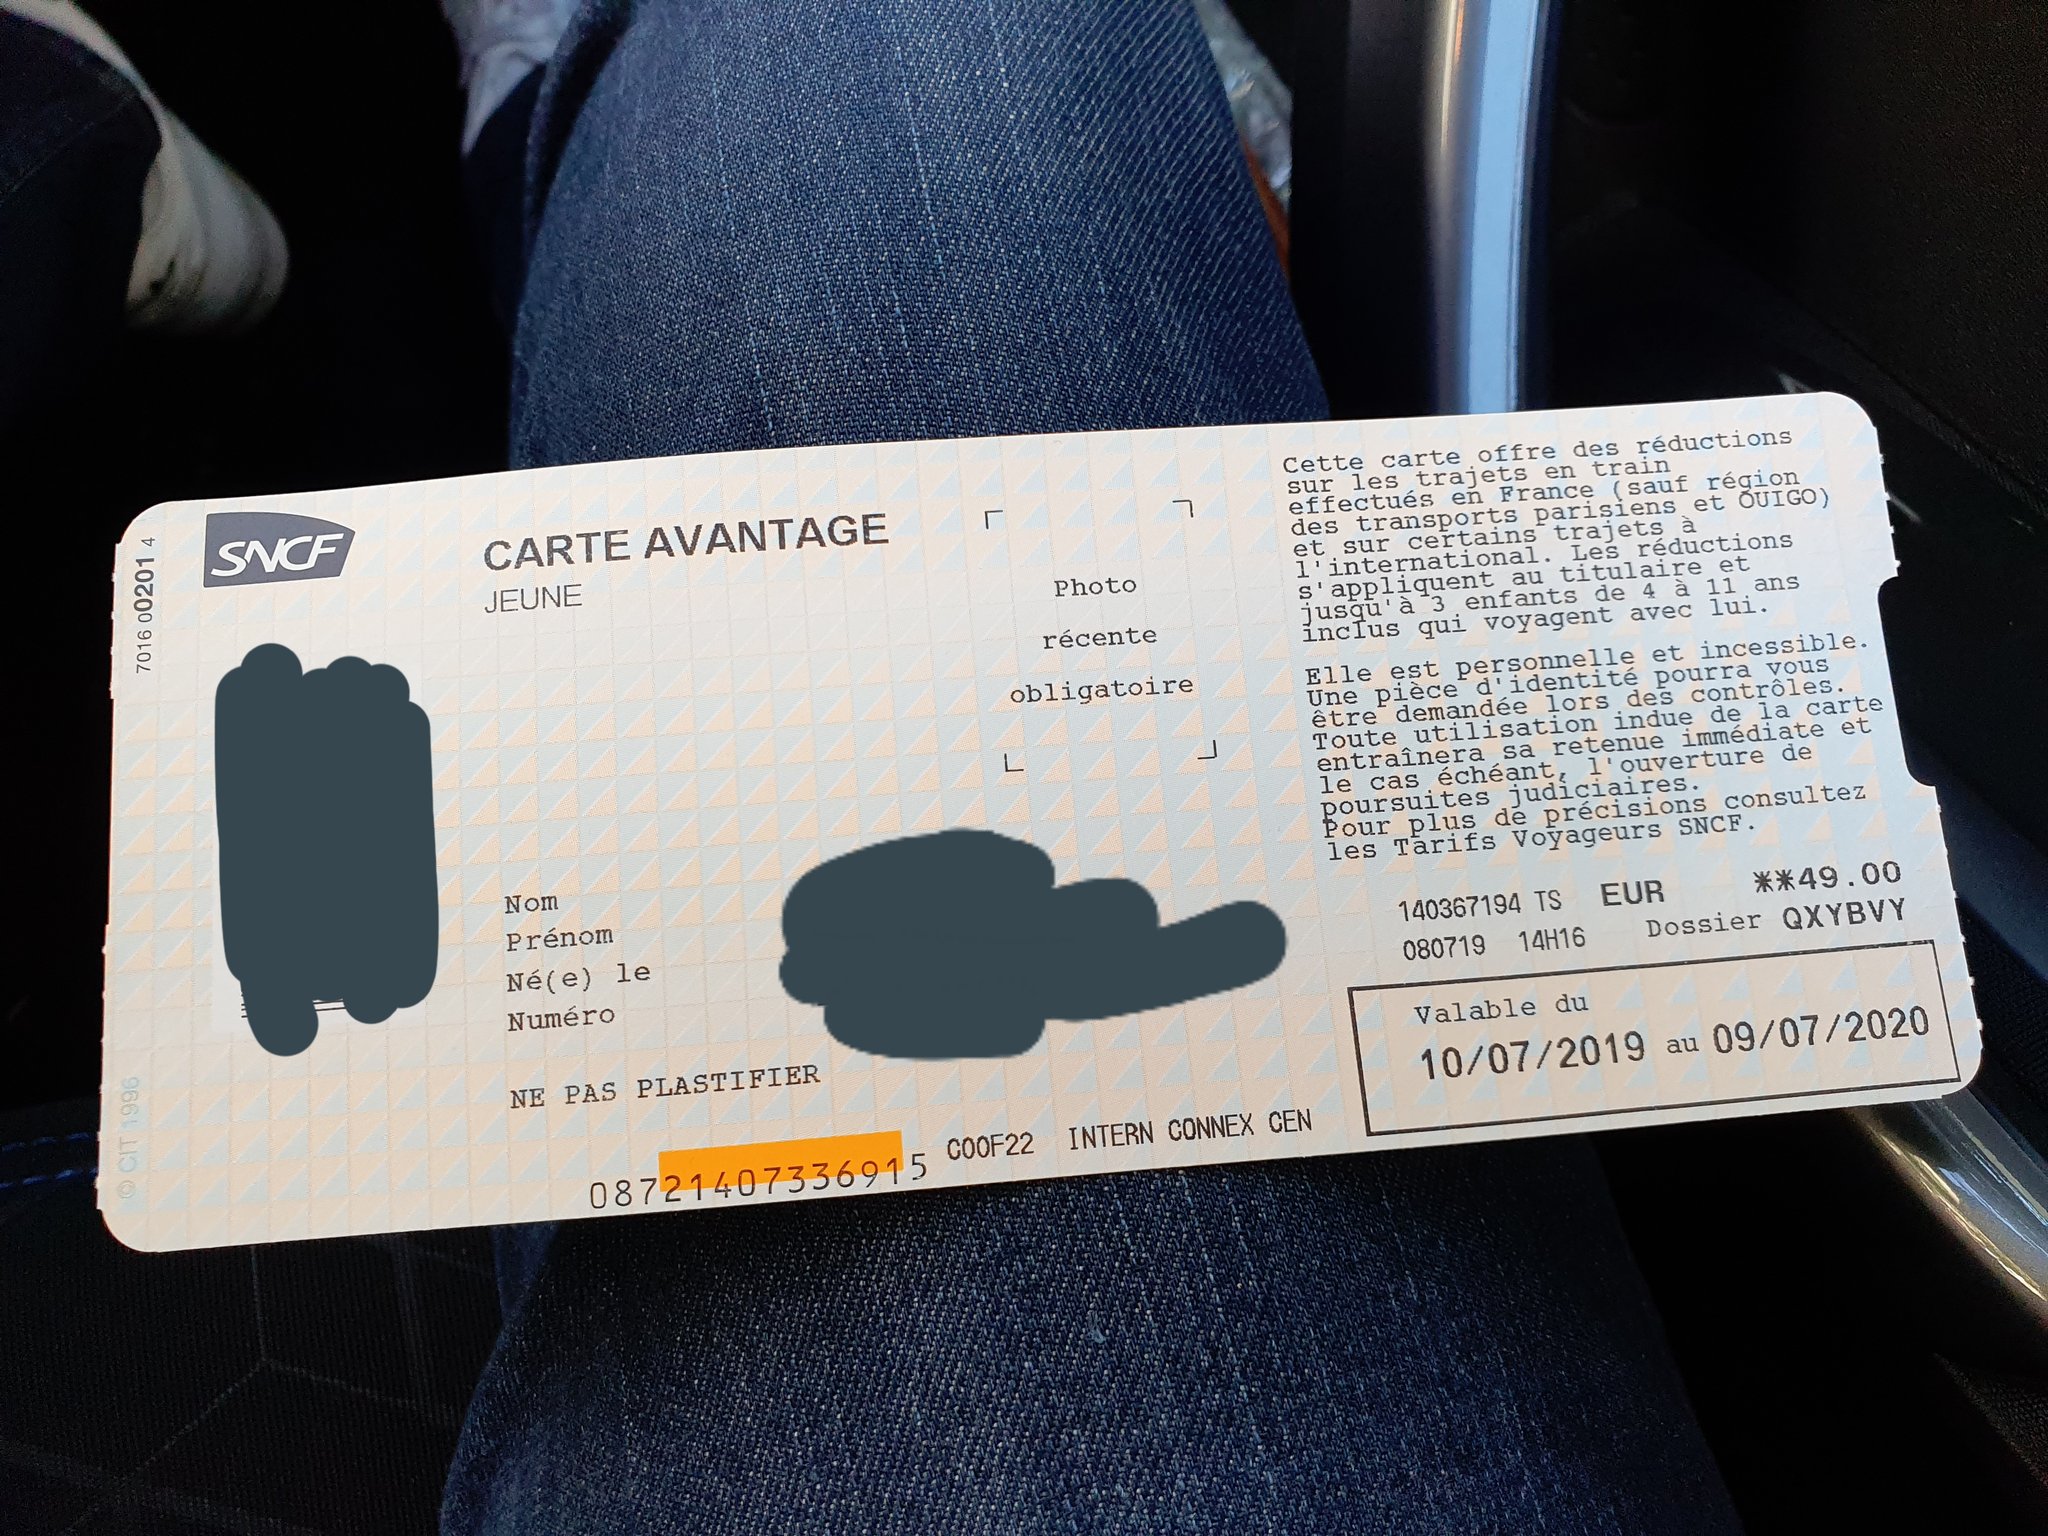 7016 00201 4
SNCF
CARTE AVANTAGE
JEUNE
Photo
récente
obligatoire
Nom
Prénom
Né(e) le
Numéro
NE PAS PLASTIFIER
© CIT 1996
08721407336915 C00F22 INTERN CONNEX CEN
Cette carte offre des réductions
sur les trajets en train
effectués en France (sauf région
des transports parisiens et OUIGO)
et sur certains trajets à
l'international. Les réductions
s'appliquent au titulaire et
jusqu'à 3 enfants de 4 à 11 ans
inclus qui voyagent avec lui.
Elle est personnelle et incessible.
Une pièce d'identité pourra vous
être demandée lors des contrôles.
Toute utilisation indue de la carte
entraînera sa retenue immédiate et
le cas échéant, l'ouverture de
poursuites judiciaires.
Pour plus de précisions consultez
les Tarifs Voyageurs SNCF.
140367194 TS EUR **49.00
080719 14H16 Dossier QXYBVY
Valable du
10/07/2019 au 09/07/2020